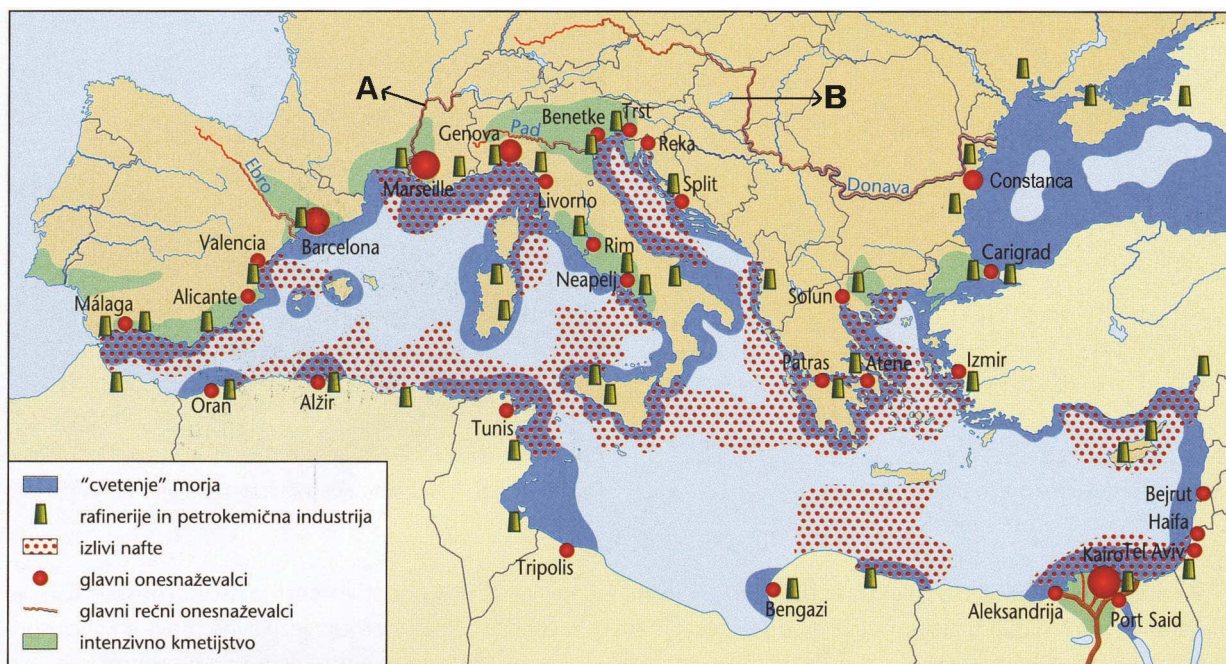 A
B
Benetke
Trst
Genova
Pad
Reka
Marseille
Ebro
Livorno
Split
Donava
Constanca
Valencia
Barcelona
Rim
Carigrad
Alicante
Neapelj
Solun
Málaga
Patras
Atene
Izmir
Oran
Alžir
Tunis
Bejrut
Haifa
Tel Aviv
Kairo
Tripolis
Bengazi
Aleksandrija
Port Said
"cvetenje" morja
rafinerije in petrokemična industrija
izlivi nafte
glavni onesnaževalci
glavni rečni onesnaževalci
intenzivno kmetijstvo